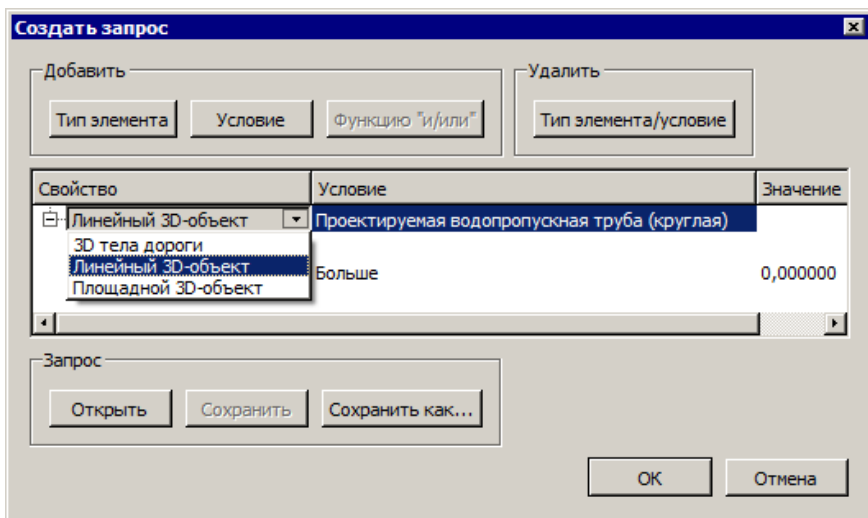 Создать запрос
Добавить
Удалить
Тип элемента
Условие
Функцию "и/или"
Тип элемента/условие
Свойство
Условие
Значение
Линейный 3D-объект
Проектируемая водопропускная труба (круглая)
3D тела дороги
Линейный 3D-объект
Площадной 3D-объект
Больше
0,000000
Запрос
Открыть
Сохранить
Сохранить как...
ОК
Отмена